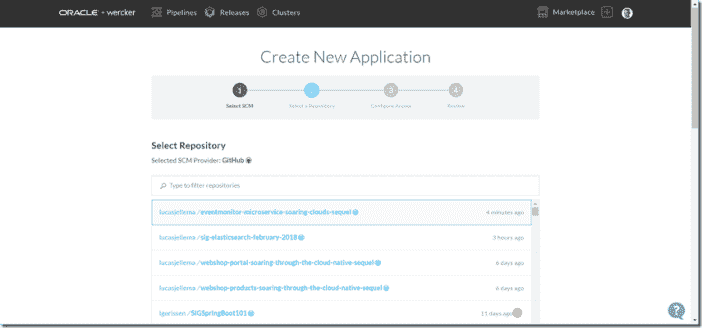 ORACLE + wercker Pipelines Releases Clusters Marketplace
Create New Application
1 3 4
Select SCM Select a Repository Configure Access Review
Select Repository
Selected SCM Provider: GitHub
Type to filter repositories
lucasjellema / eventmonitor-microservice-soaring-clouds-sequel 4 minutes ago
lucasjellema / sig-elasticsearch-february-2018 3 hours ago
lucasjellema / webshop-portal-soaring-through-the-cloud-native-sequel 6 days ago
lucasjellema / webshop-products-soaring-through-the-cloud-native-sequel 6 days ago
lgorissen / SIGSpringBoot101 11 days ago